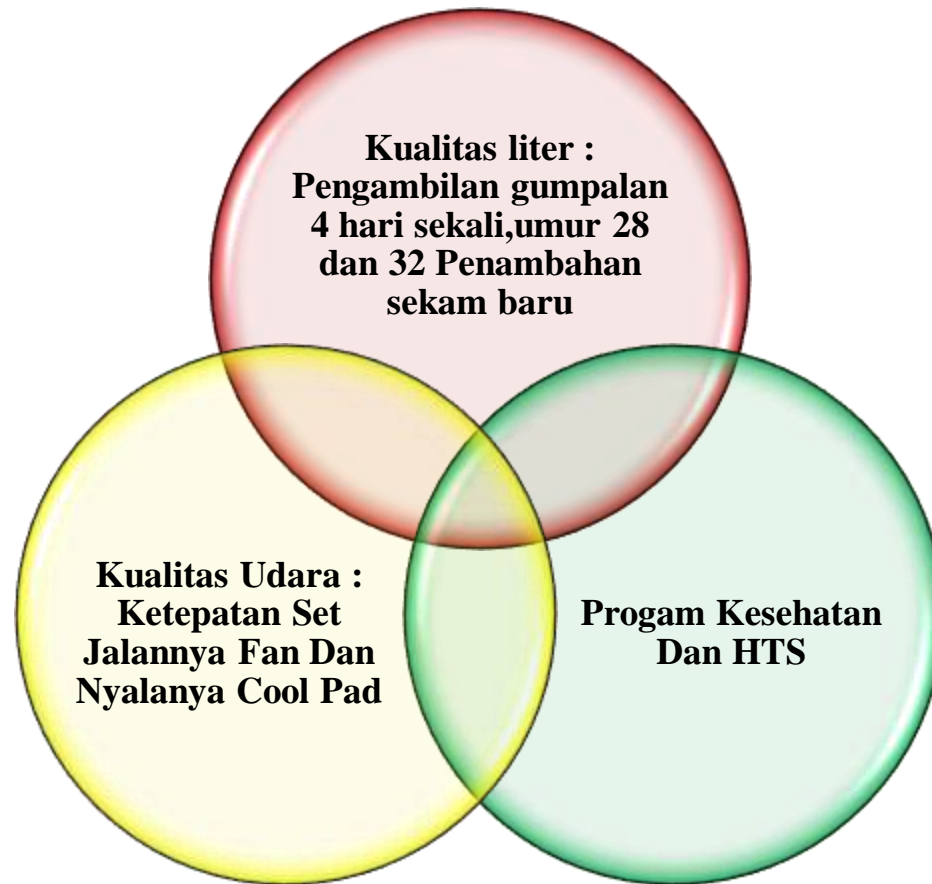 Kualitas liter :
Pengambilan gumpalan
4 hari sekali,umur 28
dan 32 Penambahan
sekam baru
Kualitas Udara :
Ketepatan Set
Jalannya Fan Dan
Nyalanya Cool Pad
Progam Kesehatan
Dan HTS